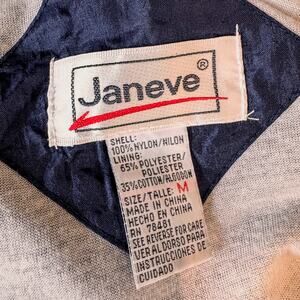 Janeve®
SHELL:
100% NYLON/NILON
LINING:
65% POLYESTER/
POLIESTER
35% COTTON/ALGODON
SIZE/TALLE: M
MADE IN CHINA
HECHO EN CHINA
RN 78481
SEE REVERSE FOR CARE
VER AL DORSO PARA
INSTRUCCIONES DE
CUIDADO